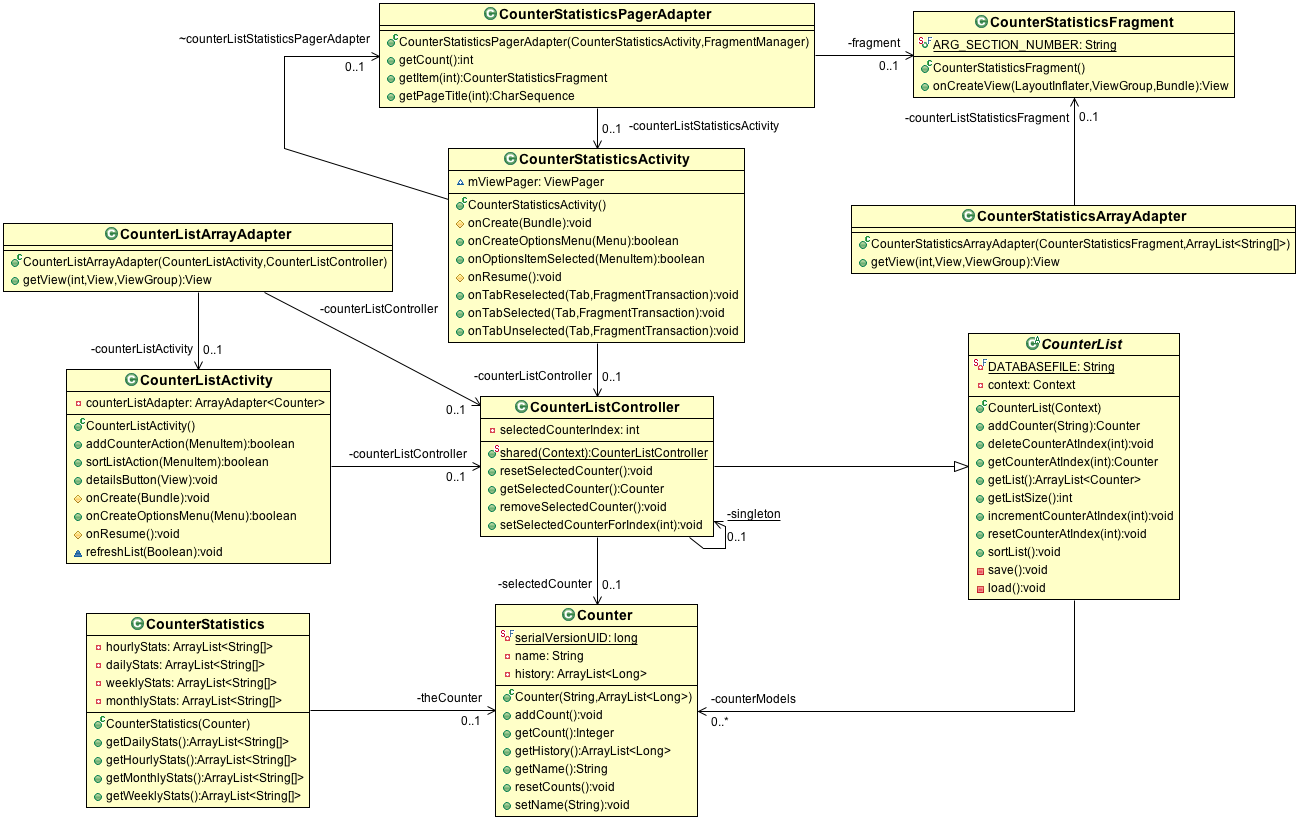 CounterStatisticsPagerAdapter
CounterStatisticsPagerAdapter(CounterStatisticsActivity,FragmentManager)
getCount():int
getItem(int):CounterStatisticsFragment
getPageTitle(int):CharSequence
~counterListStatisticsPagerAdapter
0..1
-fragment
0..1
CounterStatisticsFragment
ARG_SECTION_NUMBER: String
CounterStatisticsFragment()
onCreateView(LayoutInflater,ViewGroup,Bundle):View
0..1
-counterListStatisticsActivity
-counterListStatisticsFragment
0..1
CounterStatisticsActivity
mViewPager: ViewPager
CounterStatisticsActivity()
onCreate(Bundle):void
onCreateOptionsMenu(Menu):boolean
onOptionsItemSelected(MenuItem):boolean
onResume():void
onTabReselected(Tab,FragmentTransaction):void
onTabSelected(Tab,FragmentTransaction):void
onTabUnselected(Tab,FragmentTransaction):void
CounterStatisticsArrayAdapter
CounterStatisticsArrayAdapter(CounterStatisticsFragment,ArrayList<String[]>)
getView(int,View,ViewGroup):View
CounterListArrayAdapter
CounterListArrayAdapter(CounterListActivity,CounterListController)
getView(int,View,ViewGroup):View
-counterListController
0..1
-counterListActivity
0..1
-counterListController
0..1
CounterListActivity
counterListAdapter: ArrayAdapter<Counter>
CounterListActivity()
addCounterAction(MenuItem):boolean
sortListAction(MenuItem):boolean
detailsButton(View):void
onCreate(Bundle):void
onCreateOptionsMenu(Menu):boolean
onResume():void
refreshList(Boolean):void
-counterListController
0..1
CounterListController
selectedCounterIndex: int
shared(Context):CounterListController
resetSelectedCounter():void
getSelectedCounter():Counter
removeSelectedCounter():void
setSelectedCounterForIndex(int):void
-singleton
0..1
CounterList
DATABASEFILE: String
context: Context
CounterList(Context)
addCounter(String):Counter
deleteCounterAtIndex(int):void
getCounterAtIndex(int):Counter
getList():ArrayList<Counter>
getListSize():int
incrementCounterAtIndex(int):void
resetCounterAtIndex(int):void
sortList():void
save():void
load():void
-selectedCounter
0..1
CounterStatistics
hourlyStats: ArrayList<String[]>
dailyStats: ArrayList<String[]>
weeklyStats: ArrayList<String[]>
monthlyStats: ArrayList<String[]>
CounterStatistics(Counter)
getDailyStats():ArrayList<String[]>
getHourlyStats():ArrayList<String[]>
getMonthlyStats():ArrayList<String[]>
getWeeklyStats():ArrayList<String[]>
-theCounter
0..1
Counter
serialVersionUID: long
name: String
history: ArrayList<Long>
Counter(String,ArrayList<Long>)
addCount():void
getCount():Integer
getHistory():ArrayList<Long>
getName():String
resetCounts():void
setName(String):void
-counterModels
0..*